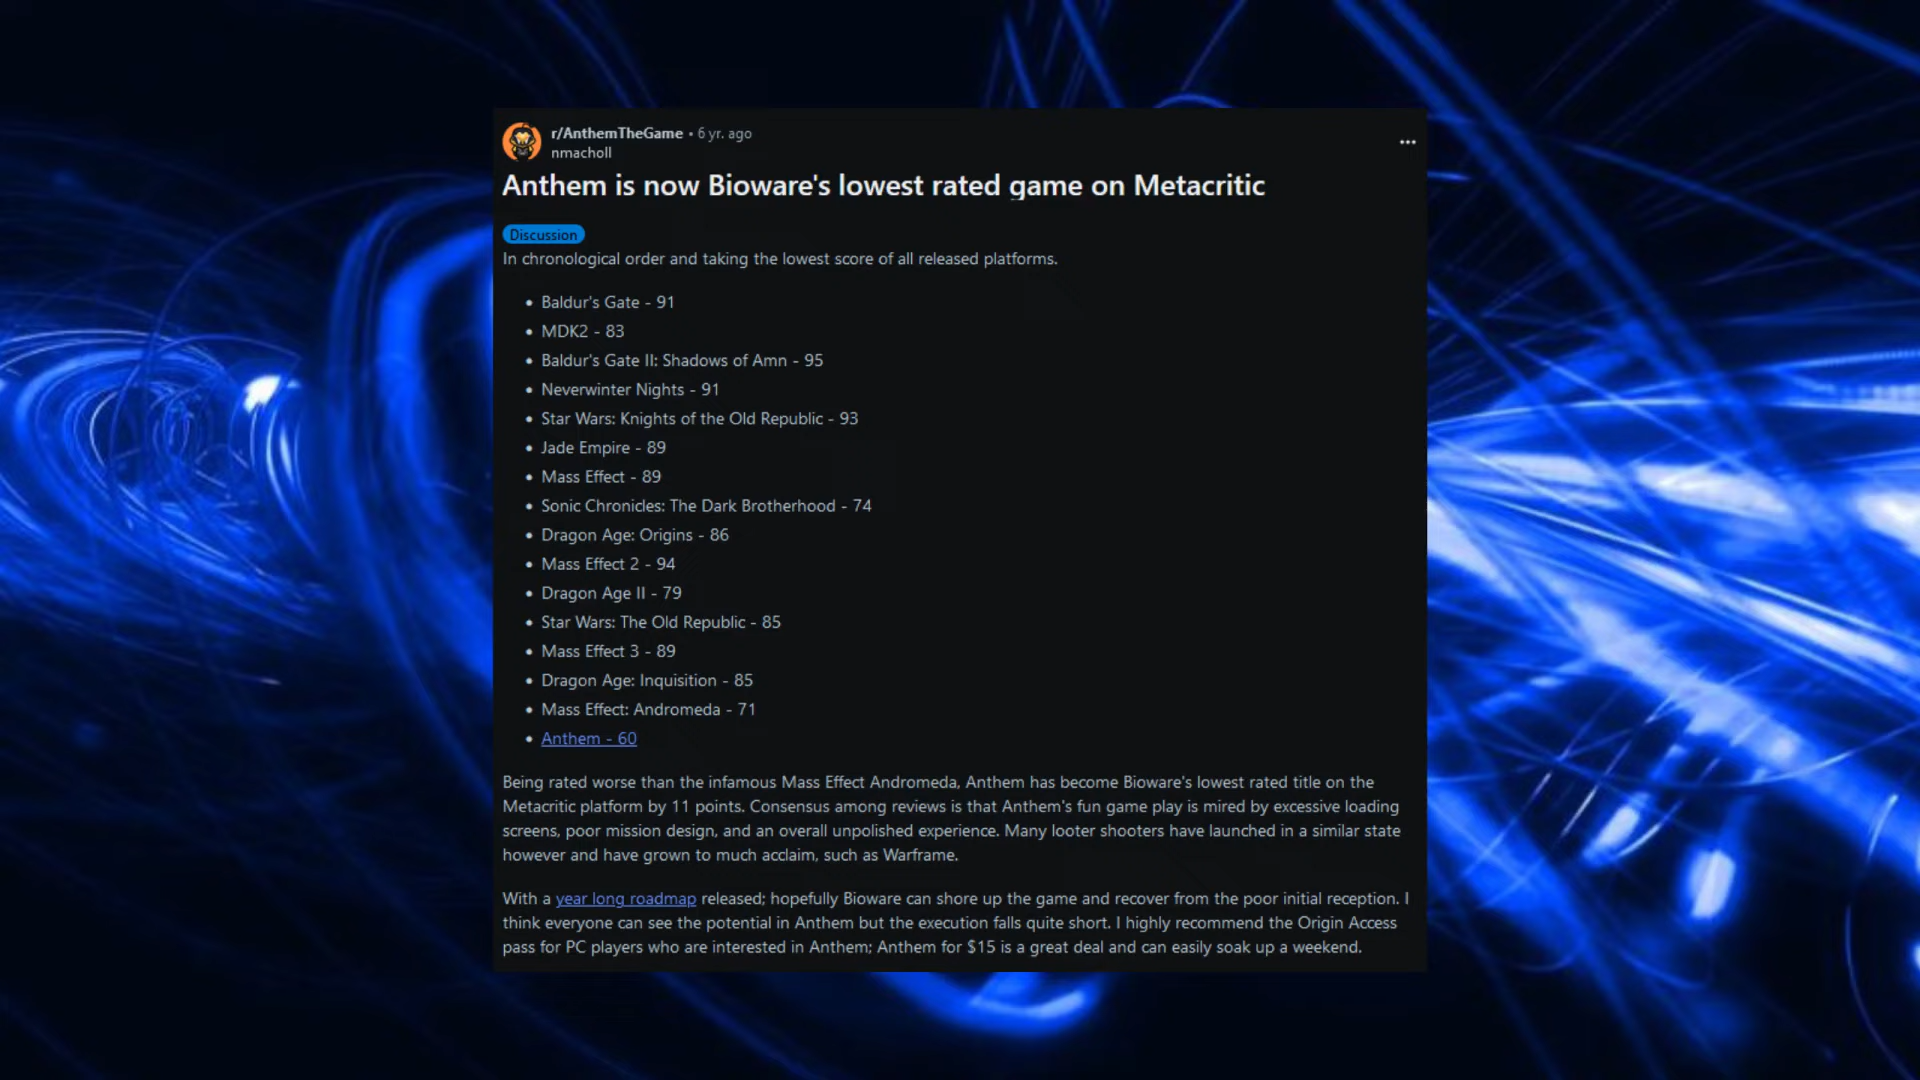 r/AnthemTheGame • 6 yr. ago
nmacholl
Anthem is now Bioware's lowest rated game on Metacritic
Discussion
In chronological order and taking the lowest score of all released platforms.
• Baldur's Gate - 91
• MDK2 - 83
• Baldur's Gate II: Shadows of Amn - 95
• Neverwinter Nights - 91
• Star Wars: Knights of the Old Republic - 93
• Jade Empire - 89
• Mass Effect - 89
• Sonic Chronicles: The Dark Brotherhood - 74
• Dragon Age: Origins - 86
• Mass Effect 2 - 94
• Dragon Age II - 79
• Star Wars: The Old Republic - 85
• Mass Effect 3 - 89
• Dragon Age: Inquisition - 85
• Mass Effect: Andromeda - 71
• Anthem - 60
Being rated worse than the infamous Mass Effect Andromeda, Anthem has become Bioware's lowest rated title on the
Metacritic platform by 11 points. Consensus among reviews is that Anthem's fun game play is mired by excessive loading
screens, poor mission design, and an overall unpolished experience. Many looter shooters have launched in a similar state
however and have grown to much acclaim, such as Warframe.
With a year long roadmap released; hopefully Bioware can shore up the game and recover from the poor initial reception. I
think everyone can see the potential in Anthem but the execution falls quite short. I highly recommend the Origin Access
pass for PC players who are interested in Anthem; Anthem for $15 is a great deal and can easily soak up a weekend.